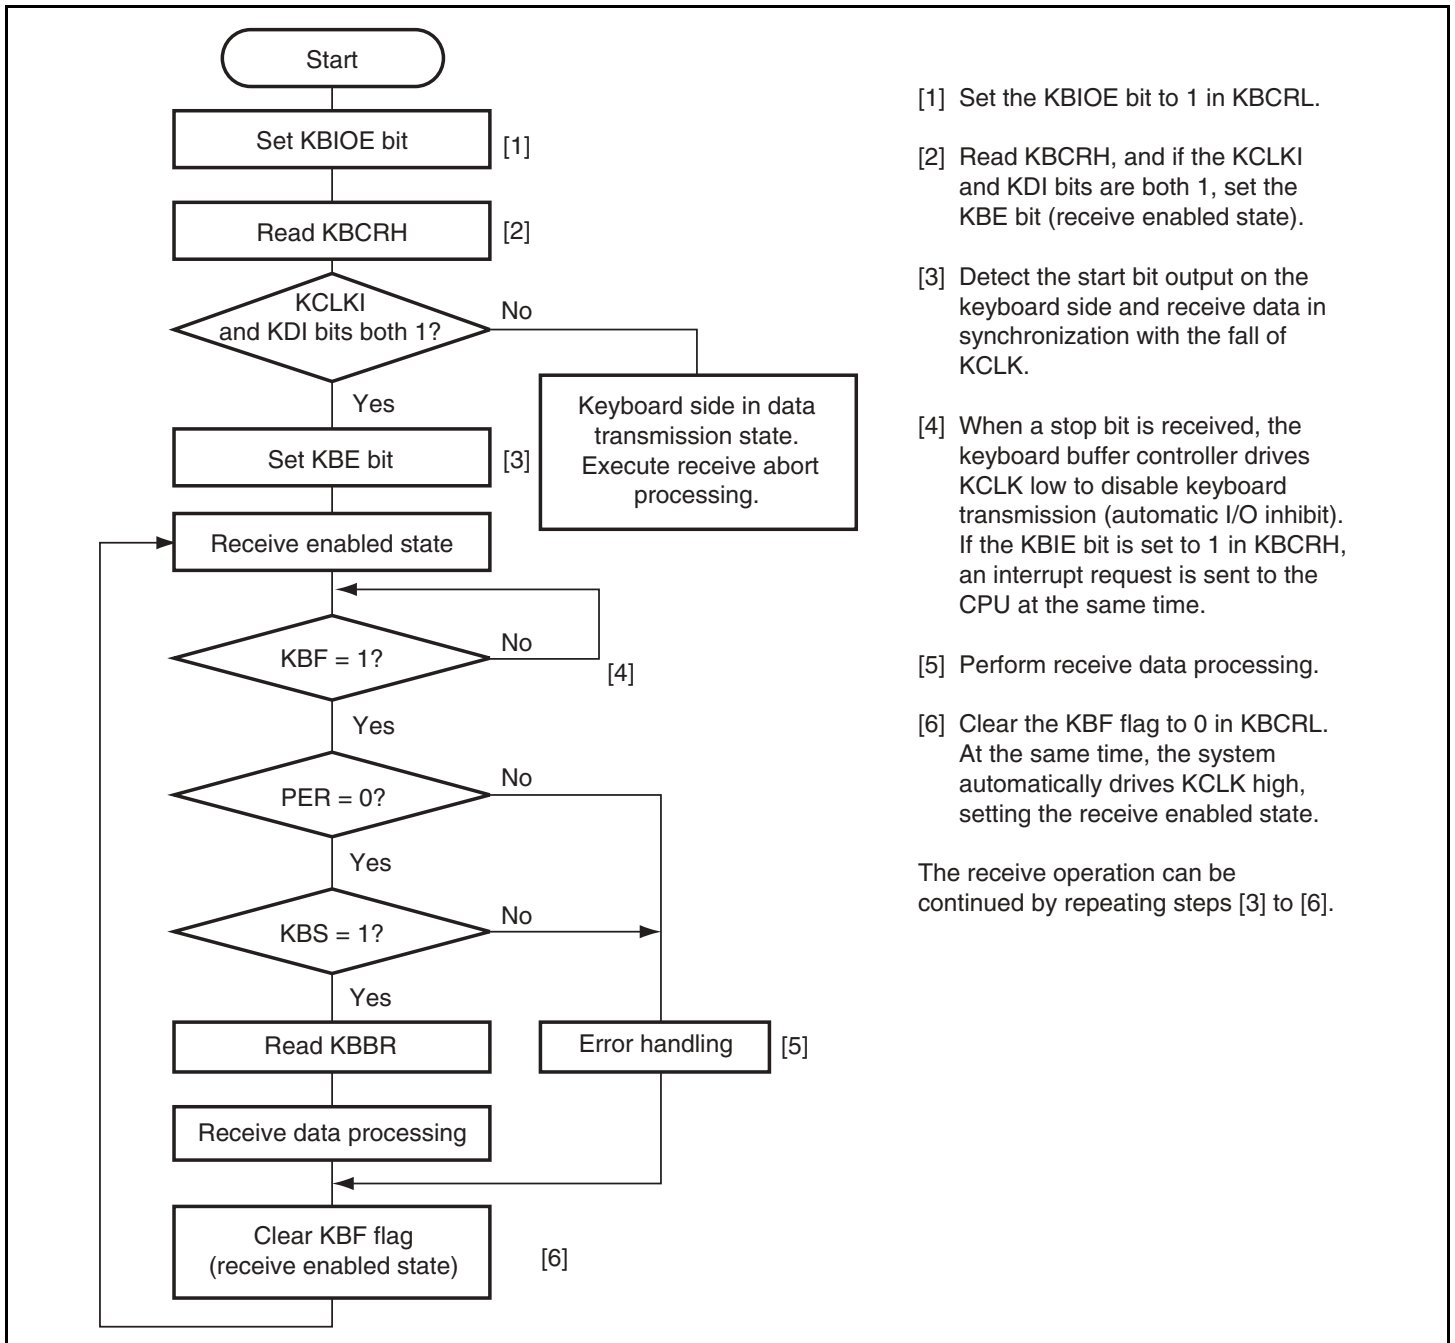 Start
Set KBIOE bit
[1]
Read KBCRH
[2]
KCLKI
and KDI bits both 1?
No
Yes
Keyboard side in data
transmission state.
Execute receive abort
processing.
Set KBE bit
[3]
Receive enabled state
KBF = 1?
No
[4]
Yes
PER = 0?
No
Yes
KBS = 1?
No
Yes
Read KBBR
Error handling
[5]
Receive data processing
Clear KBF flag
(receive enabled state)
[6]
[1] Set the KBIOE bit to 1 in KBCRL.
[2] Read KBCRH, and if the KCLKI
and KDI bits are both 1, set the
KBE bit (receive enabled state).
[3] Detect the start bit output on the
keyboard side and receive data in
synchronization with the fall of
KCLK.
[4] When a stop bit is received, the
keyboard buffer controller drives
KCLK low to disable keyboard
transmission (automatic I/O inhibit).
If the KBIE bit is set to 1 in KBCRH,
an interrupt request is sent to the
CPU at the same time.
[5] Perform receive data processing.
[6] Clear the KBF flag to 0 in KBCRL.
At the same time, the system
automatically drives KCLK high,
setting the receive enabled state.
The receive operation can be
continued by repeating steps [3] to [6].